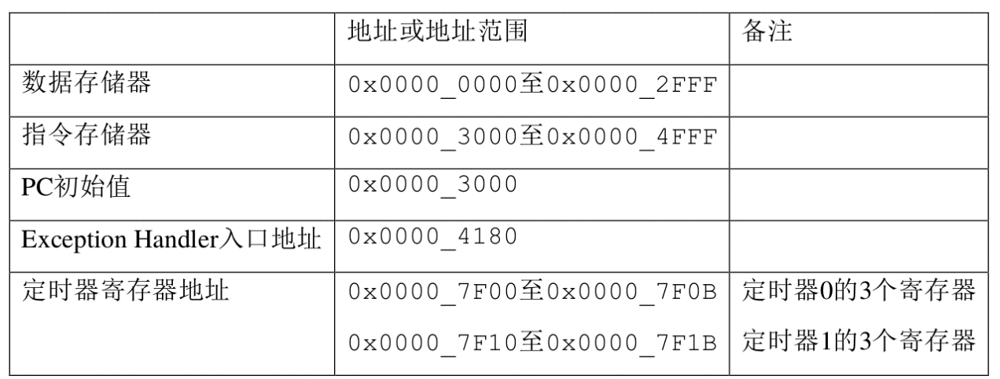 地址或地址范围 备注
数据存储器 0x0000_0000至0x0000_2FFF
指令存储器 0x0000_3000至0x0000_4FFF
PC初始值 0x0000_3000
Exception Handler入口地址 0x0000_4180
定时器寄存器地址 0x0000_7F00至0x0000_7F0B 定时器0的3个寄存器
0x0000_7F10至0x0000_7F1B 定时器1的3个寄存器